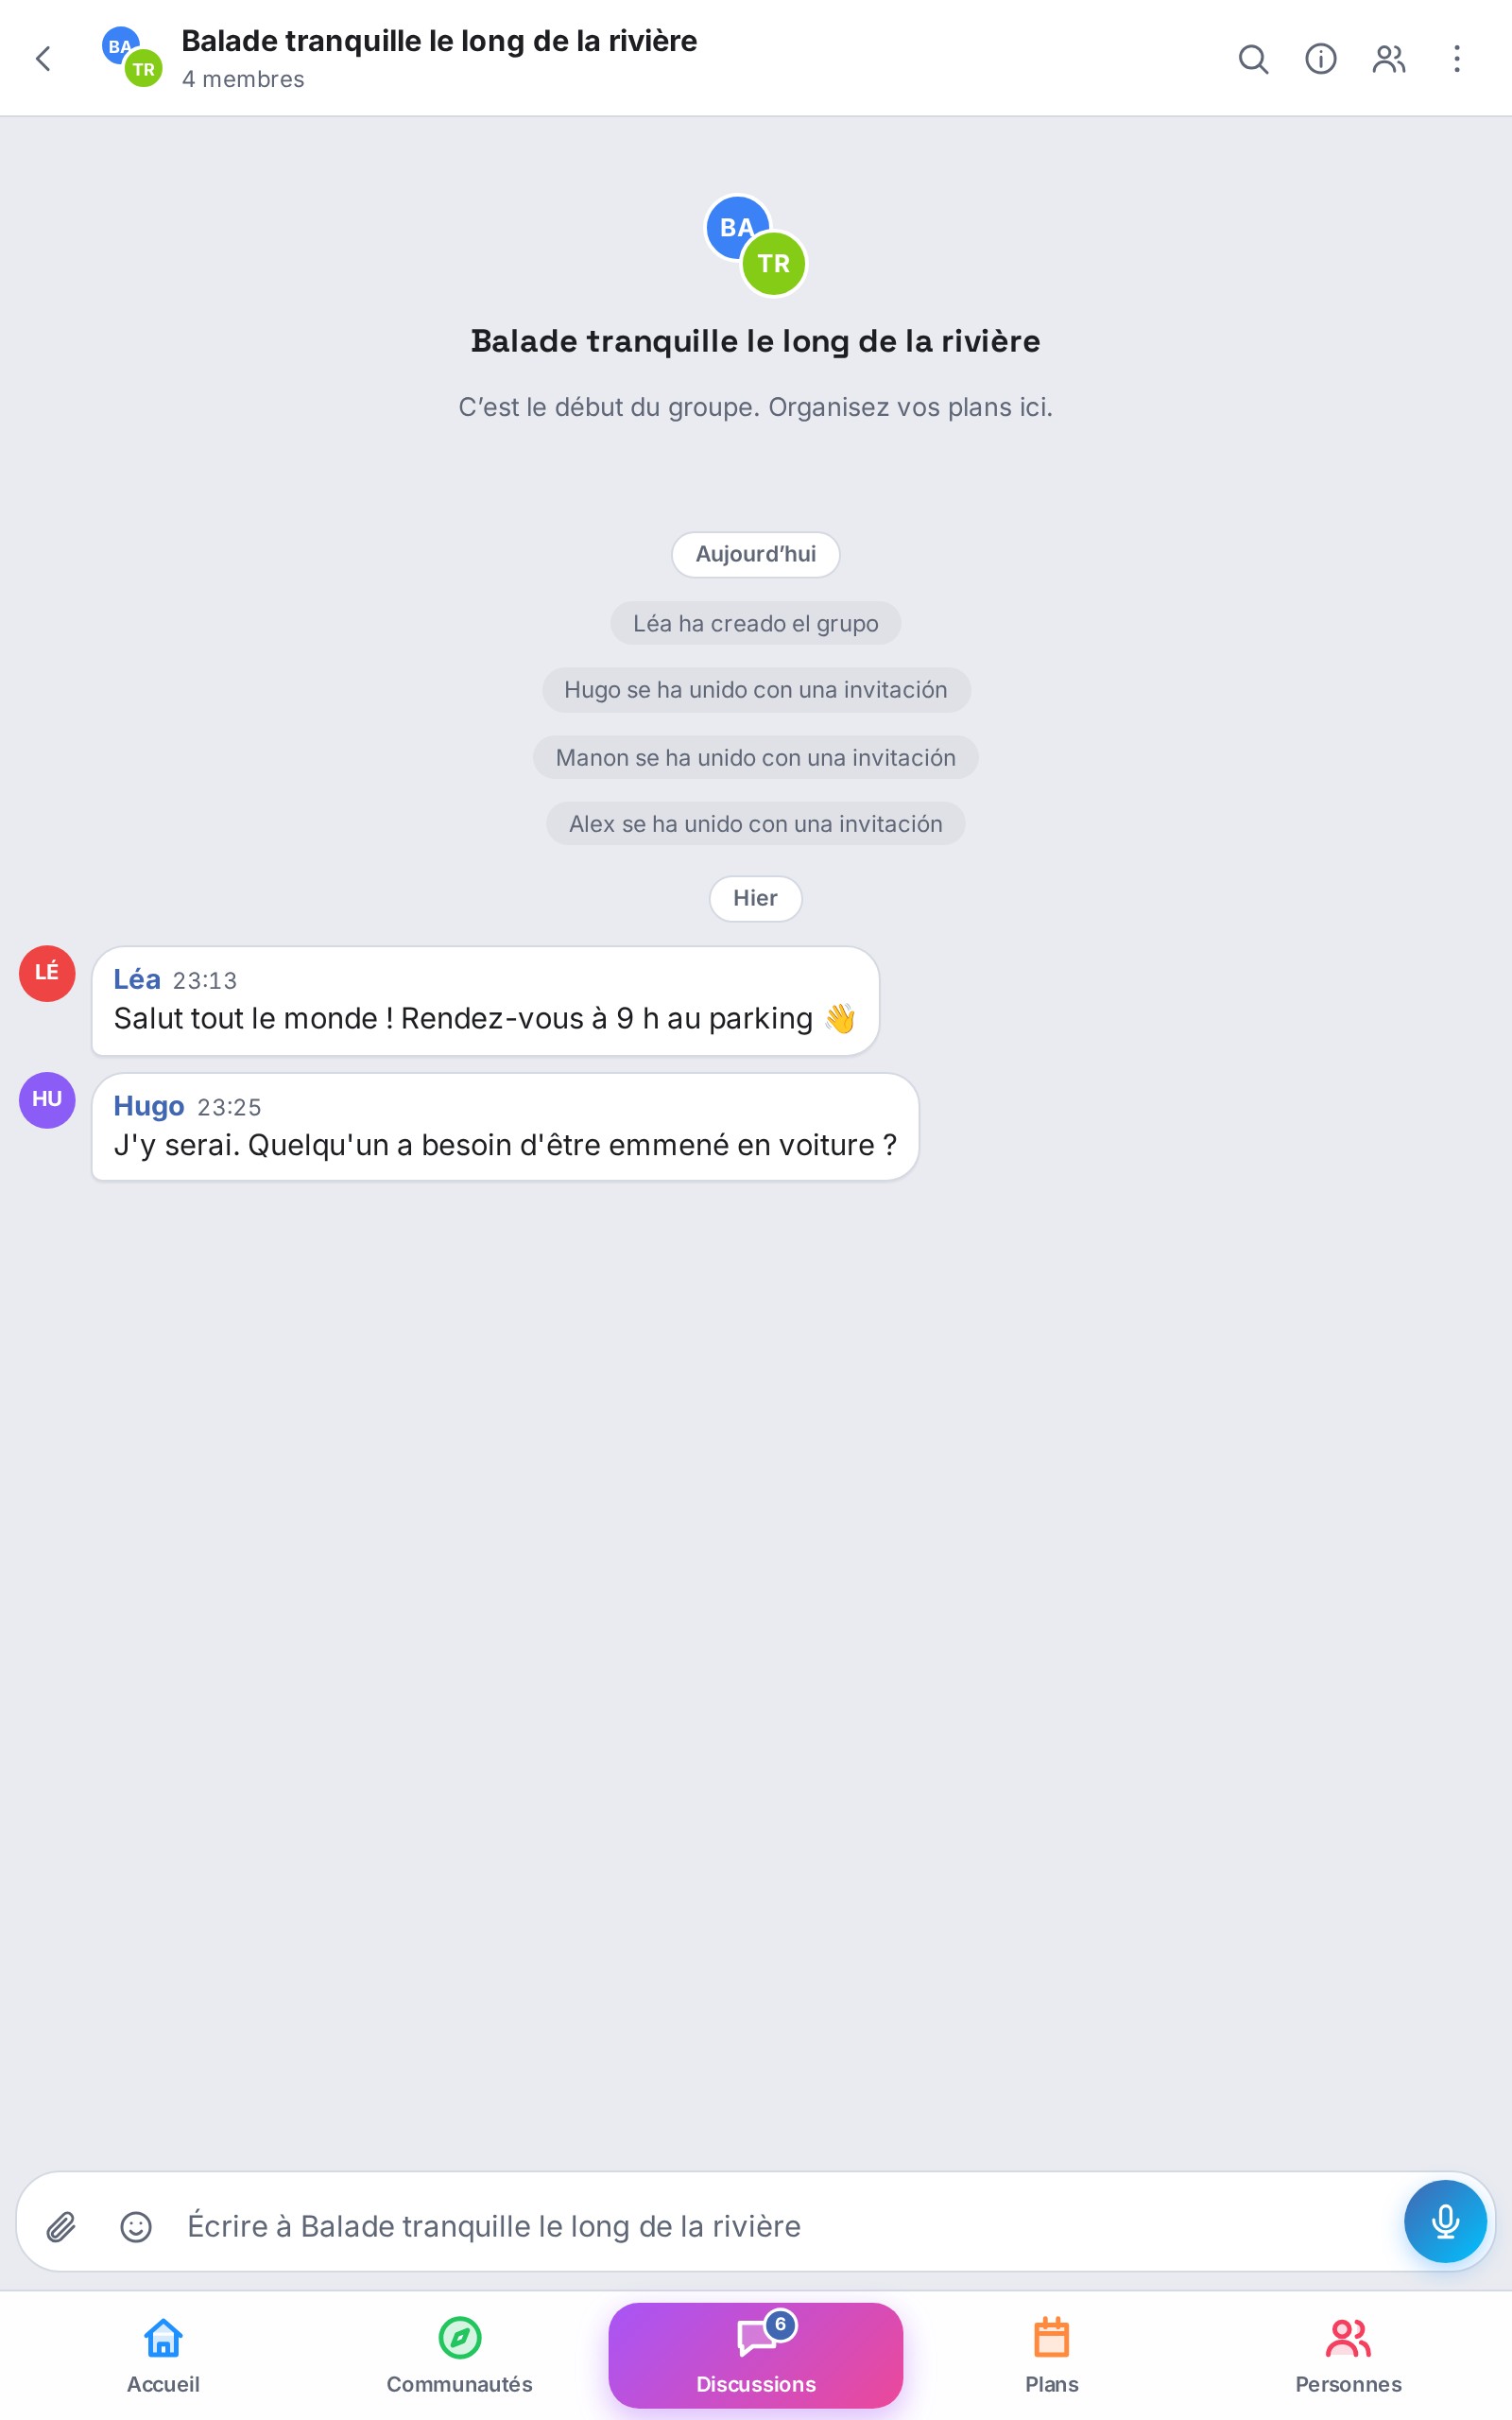 BA
TR
Balade tranquille le long de la rivière
4 membres
BA
TR
Balade tranquille le long de la rivière
C’est le début du groupe. Organisez vos plans ici.
Aujourd’hui
Léa ha creado el grupo
Hugo se ha unido con una invitación
Manon se ha unido con una invitación
Alex se ha unido con una invitación
Hier
LÉ
Léa 23:13
Salut tout le monde ! Rendez-vous à 9 h au parking 👋
HU
Hugo 23:25
J'y serai. Quelqu'un a besoin d'être emmené en voiture ?
Écrire à Balade tranquille le long de la rivière
6
Accueil
Communautés
Discussions
Plans
Personnes